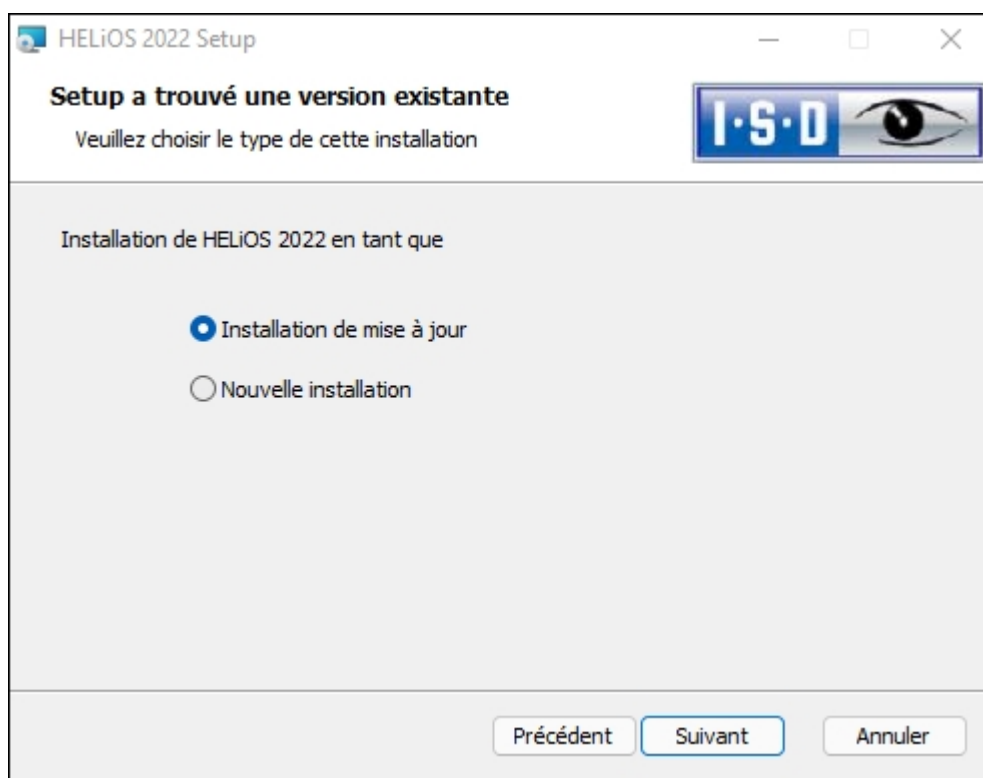 HELiOS 2022 Setup
Setup a trouvé une version existante
Veuillez choisir le type de cette installation
I·S·D
Installation de HELiOS 2022 en tant que
Installation de mise à jour
Nouvelle installation
Précédent Suivant Annuler